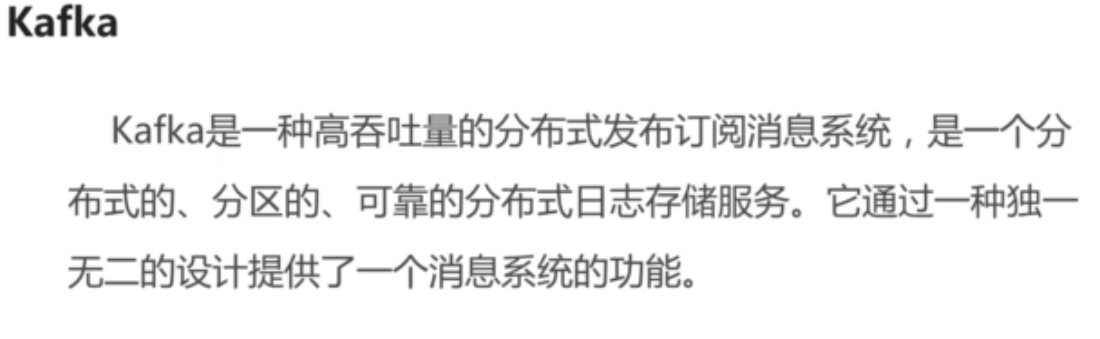 Kafka
Kafka是一种高吞吐量的分布式发布订阅消息系统，是一个分
布式的、分区的、可靠的分布式日志存储服务。它通过一种独一
无二的设计提供了一个消息系统的功能。